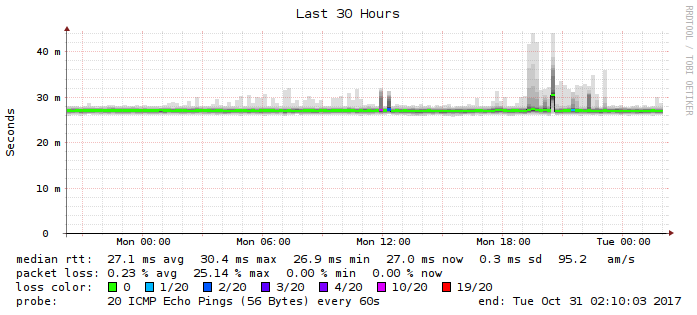 Last 30 Hours
RRDTOOL / TOBI OETIKER
Seconds
40 m
30 m
20 m
10 m
0
Mon 00:00 Mon 06:00 Mon 12:00 Mon 18:00 Tue 00:00
median rtt: 27.1 ms avg 30.4 ms max 26.9 ms min 27.0 ms now 0.3 ms sd 95.2 am/s
packet loss: 0.23 % avg 25.14 % max 0.00 % min 0.00 % now
loss color: 0 1/20 2/20 3/20 4/20 10/20 19/20
probe: 20 ICMP Echo Pings (56 Bytes) every 60s end: Tue Oct 31 02:10:03 2017